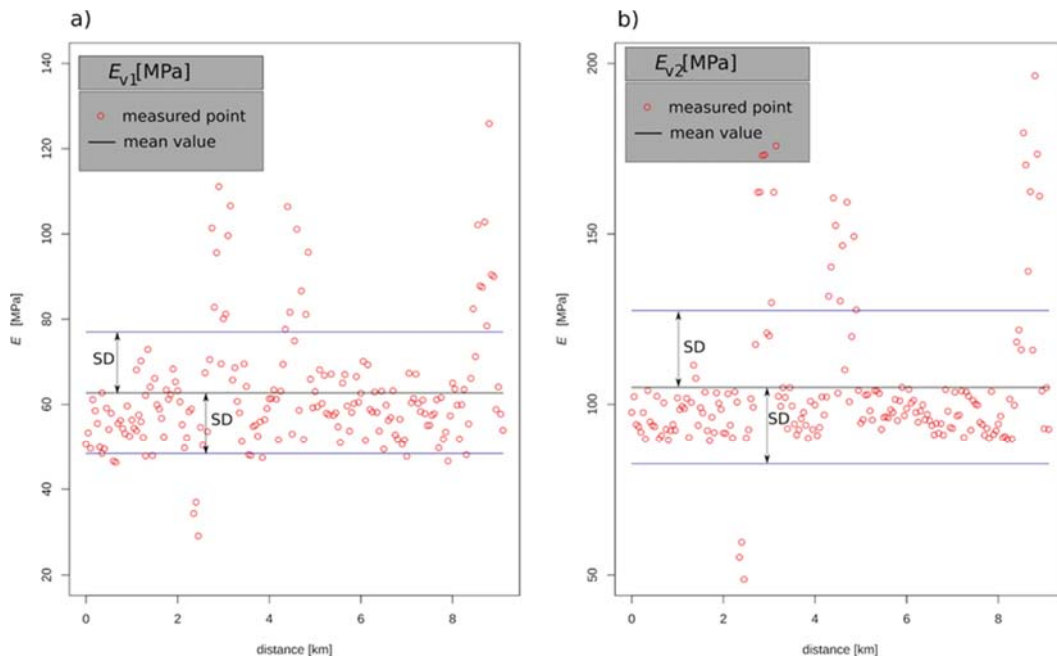 a)
E_v1[MPa]
measured point
mean value
SD
SD
E [MPa]
140
120
100
80
60
40
20
0 2 4 6 8
distance [km]
b)
E_v2[MPa]
measured point
mean value
SD
SD
E [MPa]
200
150
100
50
0 2 4 6 8
distance [km]